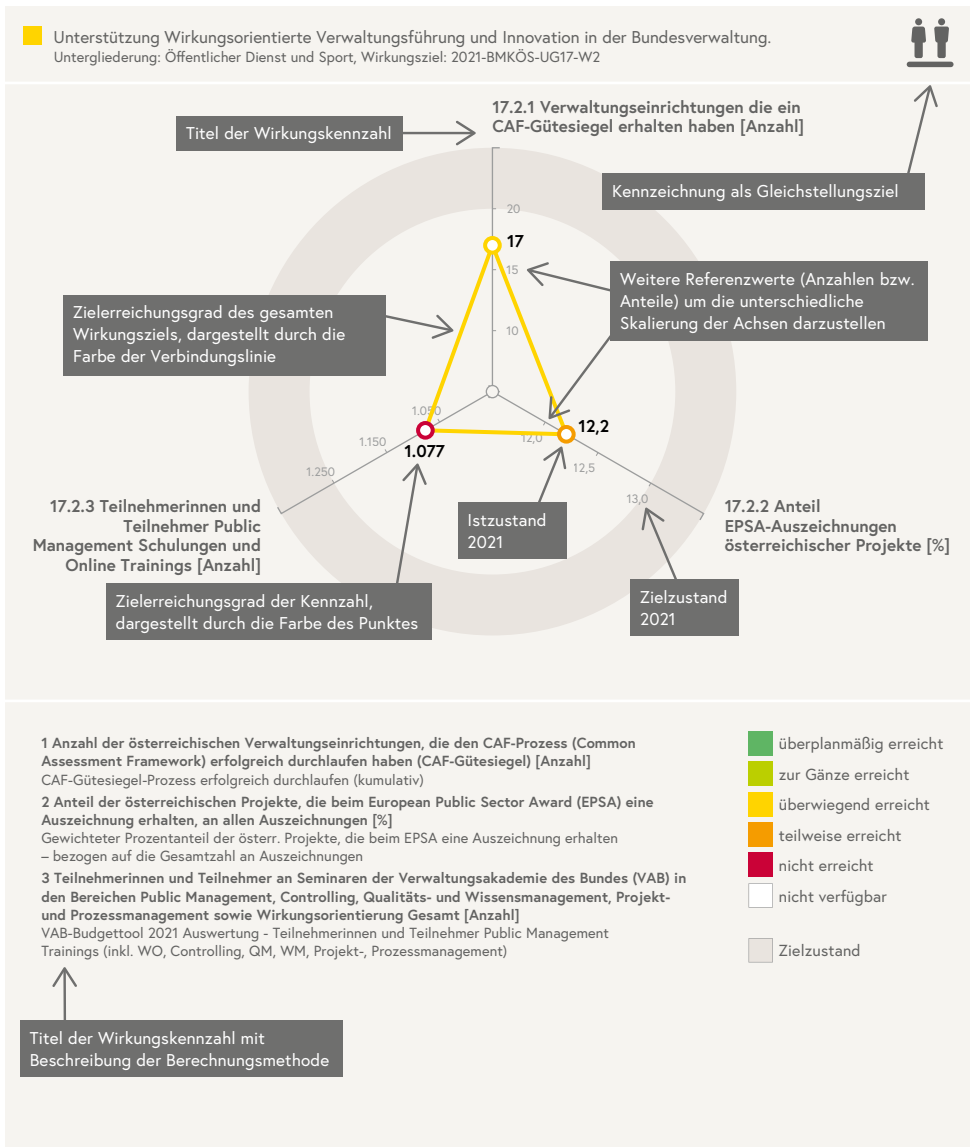 Unterstützung Wirkungsorientierte Verwaltungsführung und Innovation in der Bundesverwaltung.
Untergliederung: Öffentlicher Dienst und Sport, Wirkungsziel: 2021-BMKÖS-UG17-W2
17.2.1 Verwaltungseinrichtungen die ein
CAF-Gütesiegel erhalten haben [Anzahl]
Titel der Wirkungskennzahl
Kennzeichnung als Gleichstellungsziel
20
17
15
10
Weitere Referenzwerte (Anzahlen bzw.
Anteile) um die unterschiedliche
Skalierung der Achsen darzustellen
Zielerreichungsgrad des gesamten
Wirkungsziels, dargestellt durch die
Farbe der Verbindungslinie
1.050
1.077
1.150
1.250
12,0
12,2
12,5
13,0
17.2.3 Teilnehmerinnen und
Teilnehmer Public
Management Schulungen und
Online Trainings [Anzahl]
Istzustand
2021
17.2.2 Anteil
EPSA-Auszeichnungen
österreichischer Projekte [%]
Zielerreichungsgrad der Kennzahl,
dargestellt durch die Farbe des Punktes
Zielzustand
2021
1 Anzahl der österreichischen Verwaltungseinrichtungen, die den CAF-Prozess (Common
Assessment Framework) erfolgreich durchlaufen haben (CAF-Gütesiegel) [Anzahl]
CAF-Gütesiegel-Prozess erfolgreich durchlaufen (kumulativ)
2 Anteil der österreichischen Projekte, die beim European Public Sector Award (EPSA) eine
Auszeichnung erhalten, an allen Auszeichnungen [%]
Gewichteter Prozentanteil der österr. Projekte, die beim EPSA eine Auszeichnung erhalten
– bezogen auf die Gesamtzahl an Auszeichnungen
3 Teilnehmerinnen und Teilnehmer an Seminaren der Verwaltungsakademie des Bundes (VAB) in
den Bereichen Public Management, Controlling, Qualitäts- und Wissensmanagement, Projekt-
und Prozessmanagement sowie Wirkungsorientierung Gesamt [Anzahl]
VAB-Budgettool 2021 Auswertung - Teilnehmerinnen und Teilnehmer Public Management
Trainings (inkl. WO, Controlling, QM, WM, Projekt-, Prozessmanagement)
überplanmäßig erreicht
zur Gänze erreicht
überwiegend erreicht
teilweise erreicht
nicht erreicht
nicht verfügbar
Zielzustand
Titel der Wirkungskennzahl mit
Beschreibung der Berechnungsmethode